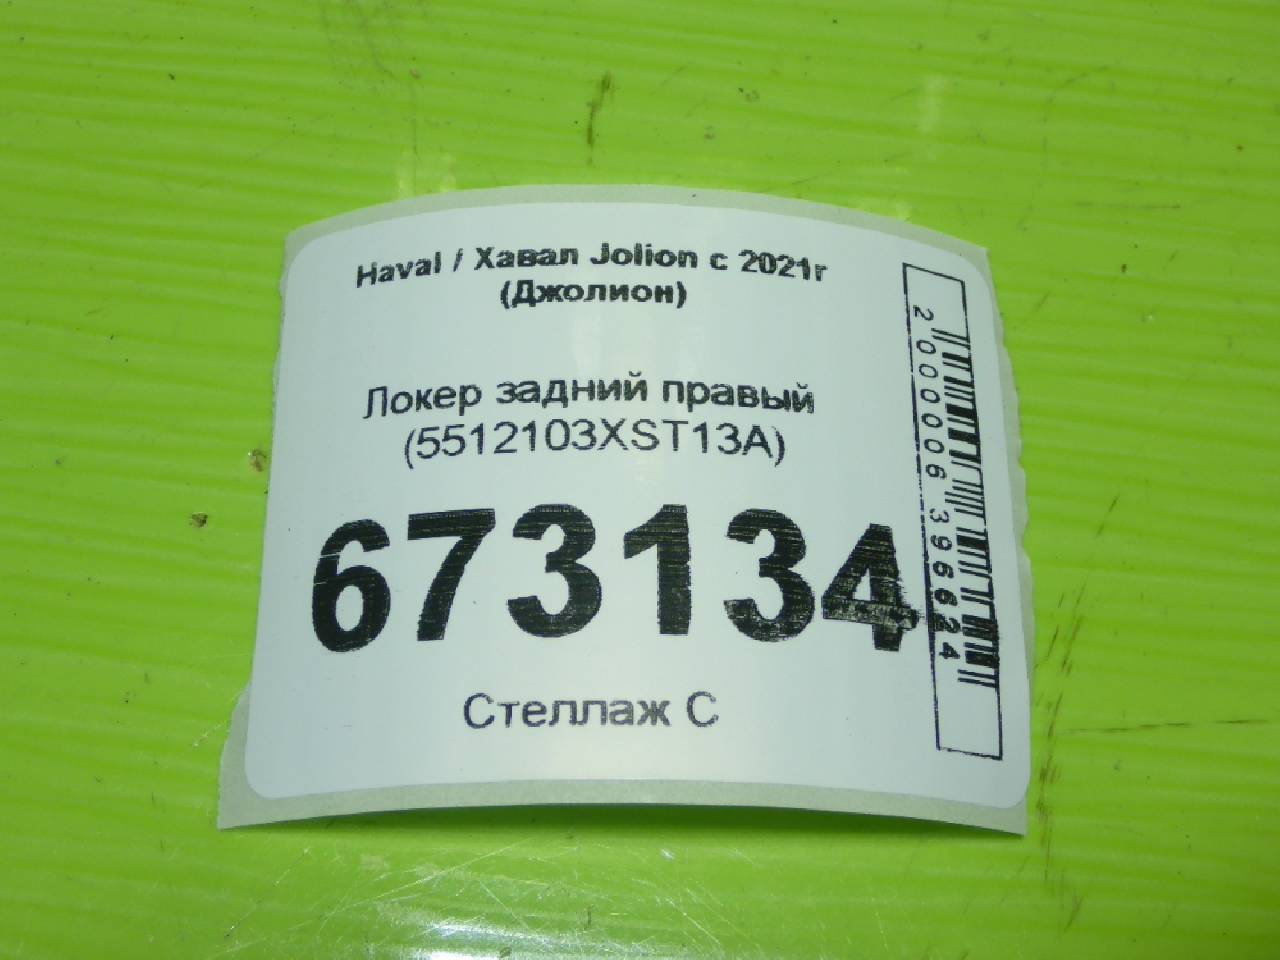 Haval / Хавал Jolion с 2021г
(Джолион)
Локер задний правый
(5512103XST13A)
673134
Стеллаж С
2000006396624